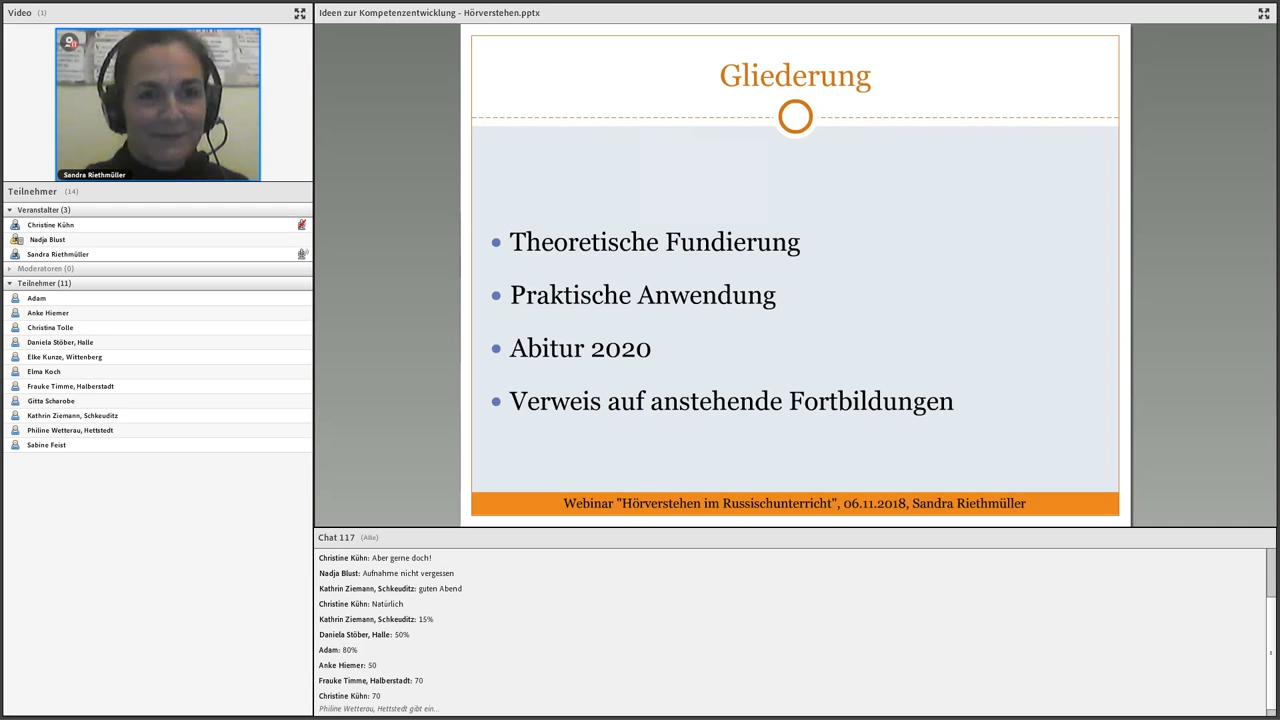 Video (1)
Sandra Riethmüller
Teilnehmer (14)
Veranstalter (3)
Christine Kühn
Nadja Blust
Sandra Riethmüller
Moderatoren (0)
Teilnehmer (11)
Adam
Anke Hiemer
Christina Tolle
Daniela Stöber, Halle
Elke Kunze, Wittenberg
Elma Koch
Frauke Timme, Halberstadt
Gitta Scharobe
Kathrin Ziemann, Schkeuditz
Philine Wetterau, Hettstedt
Sabine Feist
Ideen zur Kompetenzentwicklung - Hörverstehen.pptx
Gliederung
• Theoretische Fundierung
• Praktische Anwendung
• Abitur 2020
• Verweis auf anstehende Fortbildungen
Webinar "Hörverstehen im Russischunterricht", 06.11.2018, Sandra Riethmüller
Chat 117 (Alle)
Christine Kühn: Aber gerne doch!
Nadja Blust: Aufnahme nicht vergessen
Kathrin Ziemann, Schkeuditz: guten Abend
Christine Kühn: Natürlich
Kathrin Ziemann, Schkeuditz: 15%
Daniela Stöber, Halle: 50%
Adam: 80%
Anke Hiemer: 50
Frauke Timme, Halberstadt: 70
Christine Kühn: 70
Philine Wetterau, Hettstedt gibt ein...